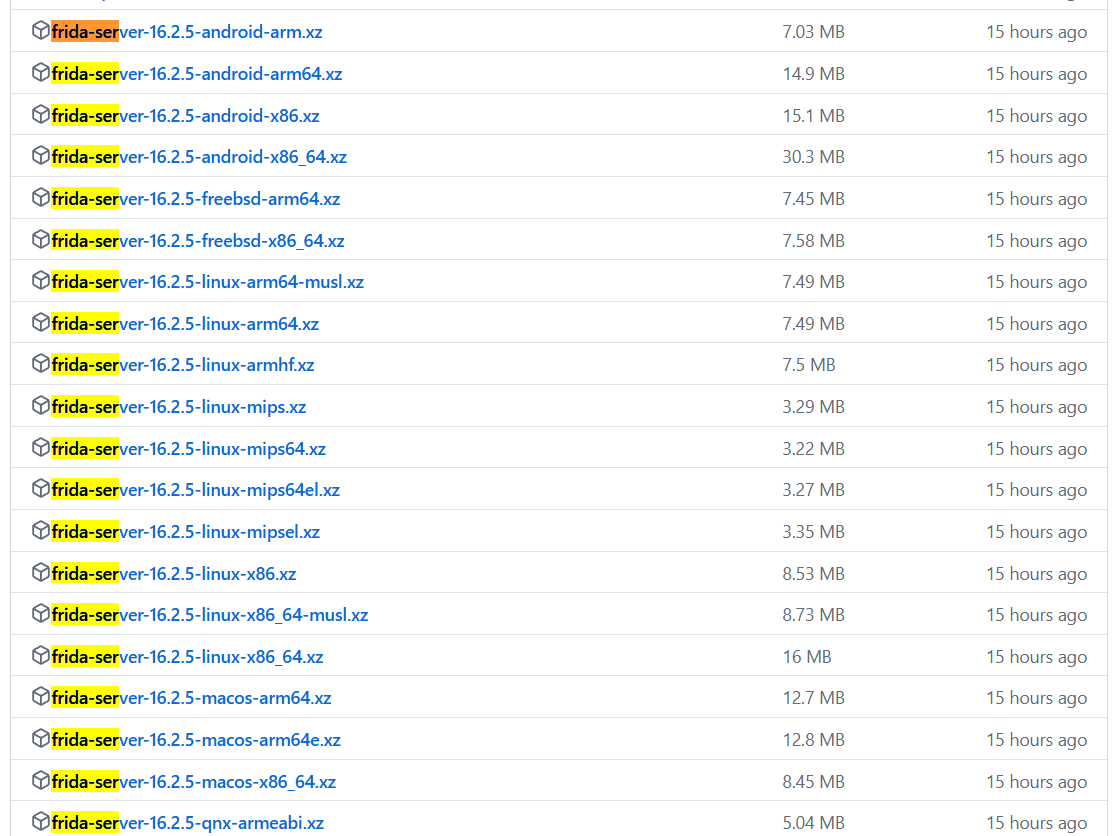 frida-server-16.2.5-android-arm.xz 7.03 MB 15 hours ago
frida-server-16.2.5-android-arm64.xz 14.9 MB 15 hours ago
frida-server-16.2.5-android-x86.xz 15.1 MB 15 hours ago
frida-server-16.2.5-android-x86_64.xz 30.3 MB 15 hours ago
frida-server-16.2.5-freebsd-arm64.xz 7.45 MB 15 hours ago
frida-server-16.2.5-freebsd-x86_64.xz 7.58 MB 15 hours ago
frida-server-16.2.5-linux-arm64-musl.xz 7.49 MB 15 hours ago
frida-server-16.2.5-linux-arm64.xz 7.49 MB 15 hours ago
frida-server-16.2.5-linux-armhf.xz 7.5 MB 15 hours ago
frida-server-16.2.5-linux-mips.xz 3.29 MB 15 hours ago
frida-server-16.2.5-linux-mips64.xz 3.22 MB 15 hours ago
frida-server-16.2.5-linux-mips64el.xz 3.27 MB 15 hours ago
frida-server-16.2.5-linux-mipsel.xz 3.35 MB 15 hours ago
frida-server-16.2.5-linux-x86.xz 8.53 MB 15 hours ago
frida-server-16.2.5-linux-x86_64-musl.xz 8.73 MB 15 hours ago
frida-server-16.2.5-linux-x86_64.xz 16 MB 15 hours ago
frida-server-16.2.5-macos-arm64.xz 12.7 MB 15 hours ago
frida-server-16.2.5-macos-arm64e.xz 12.8 MB 15 hours ago
frida-server-16.2.5-macos-x86_64.xz 8.45 MB 15 hours ago
frida-server-16.2.5-qnx-armeabi.xz 5.04 MB 15 hours ago